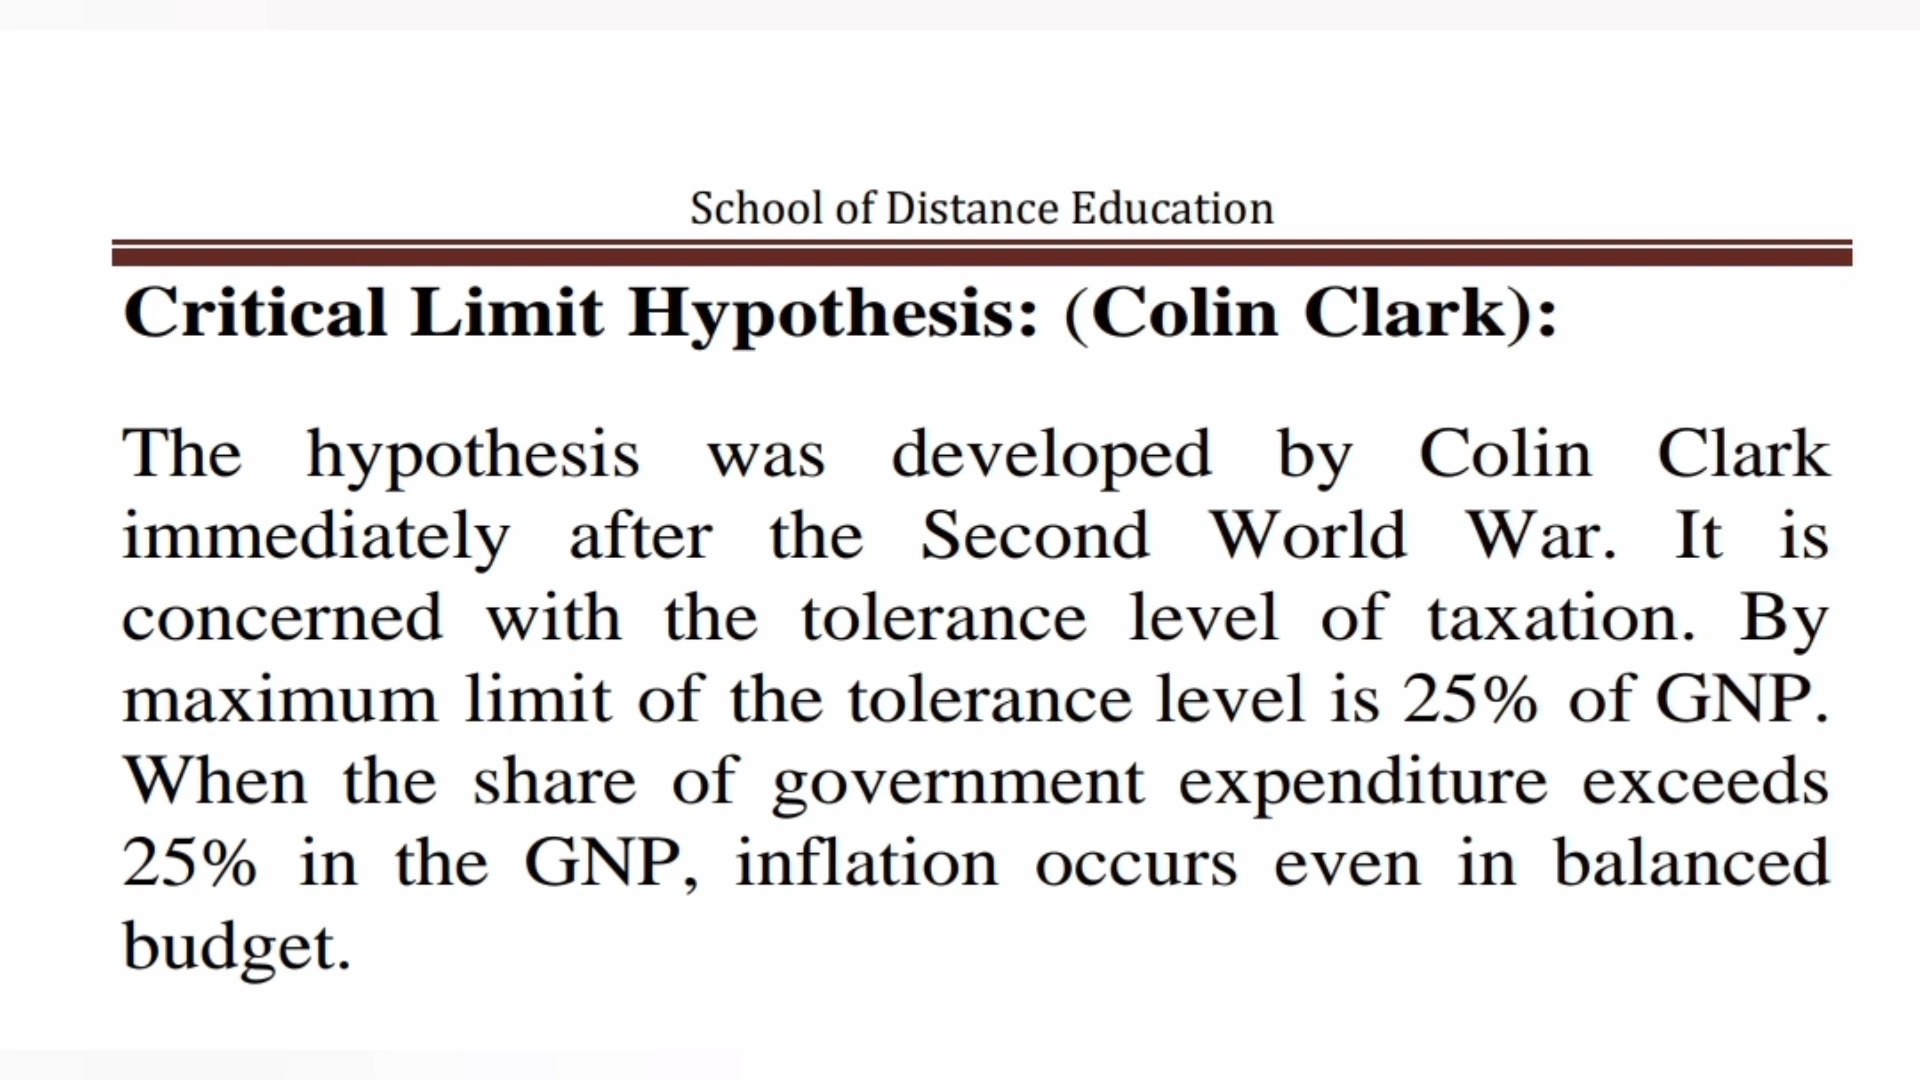 School of Distance Education
Critical Limit Hypothesis: (Colin Clark):
The hypothesis was developed by Colin Clark
immediately after the Second World War. It is
concerned with the tolerance level of taxation. By
maximum limit of the tolerance level is 25% of GNP.
When the share of government expenditure exceeds
25% in the GNP, inflation occurs even in balanced
budget.